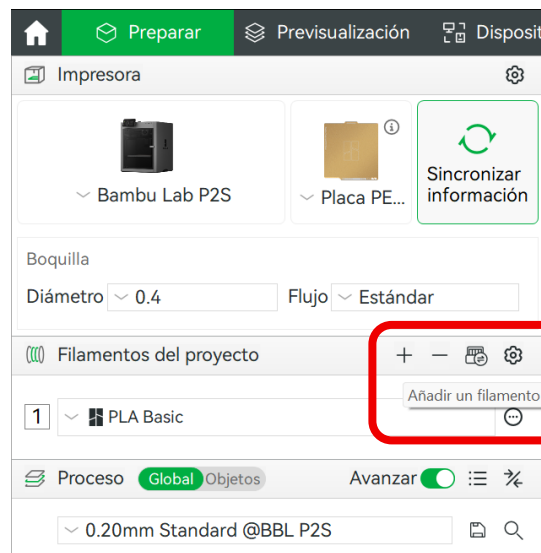 Preparar Previsualización Disposit
Impresora
Sincronizar
información
Bambu Lab P2S Placa PE...
Boquilla
Diámetro 0.4 Flujo Estándar
Filamentos del proyecto
Añadir un filamento
1 PLA Basic
Proceso Global Objetos Avanzar
0.20mm Standard @BBL P2S